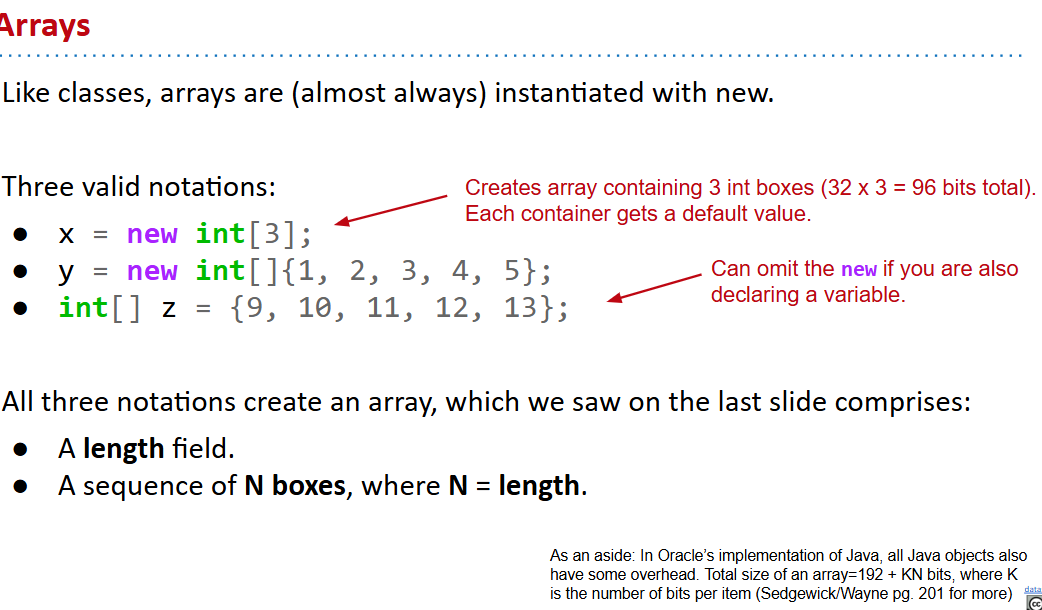 Arrays
Like classes, arrays are (almost always) instantiated with new.
Three valid notations:
Creates array containing 3 int boxes (32 x 3 = 96 bits total).
Each container gets a default value.
● x = new int[3];
● y = new int[]{1, 2, 3, 4, 5};
● int[] z = {9, 10, 11, 12, 13};
Can omit the new if you are also
declaring a variable.
All three notations create an array, which we saw on the last slide comprises:
● A length field.
● A sequence of N boxes, where N = length.
As an aside: In Oracle’s implementation of Java, all Java objects also
have some overhead. Total size of an array=192 + KN bits, where K
is the number of bits per item (Sedgewick/Wayne pg. 201 for more)
data